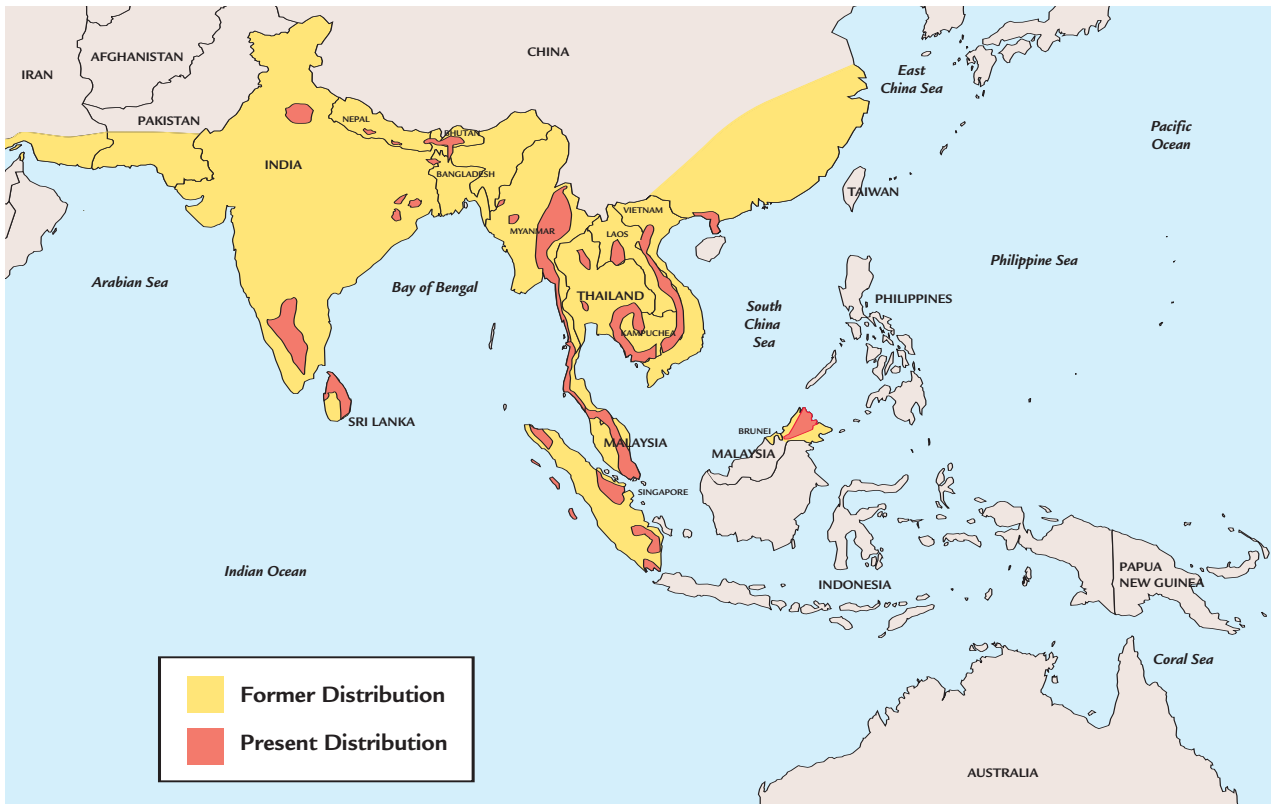 CHINA
AFGHANISTAN
IRAN
East
China Sea
PAKISTAN
NEPAL
BHUTAN
Pacific
Ocean
INDIA
BANGLADESH
TAIWAN
VIETNAM
MYANMAR
LAOS
Philippine Sea
Arabian Sea
Bay of Bengal
THAILAND
PHILIPPINES
South
China
Sea
KAMPUCHEA
SRI LANKA
BRUNEI
MALAYSIA
MALAYSIA
SINGAPORE
Indian Ocean
INDONESIA
PAPUA
NEW GUINEA
Coral Sea
Former Distribution
Present Distribution
AUSTRALIA